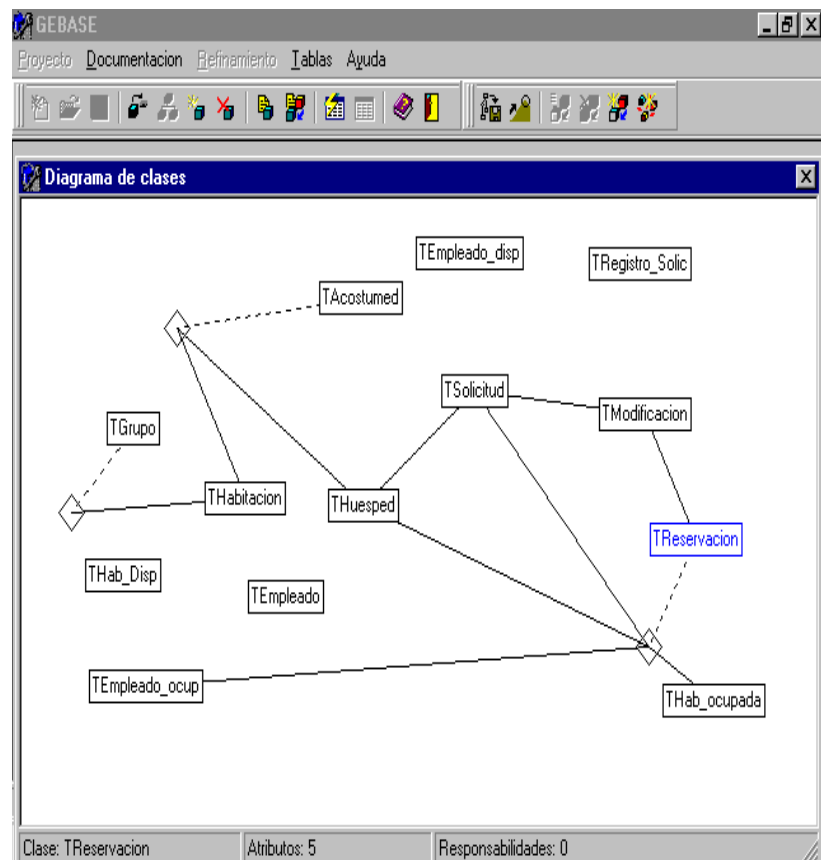 GEBASE
Proyecto Documentacion Refinamiento Tablas Ayuda
Diagrama de clases
TEmpleado_disp
TRegistro_Solic
TAcostumed
TSolicitud
TModificacion
TGrupo
THabitacion
THuesped
TReservacion
THab_Disp
TEmpleado
TEmpleado_ocup
THab_ocupada
Clase: TReservacion Atributos: 5 Responsabilidades: 0